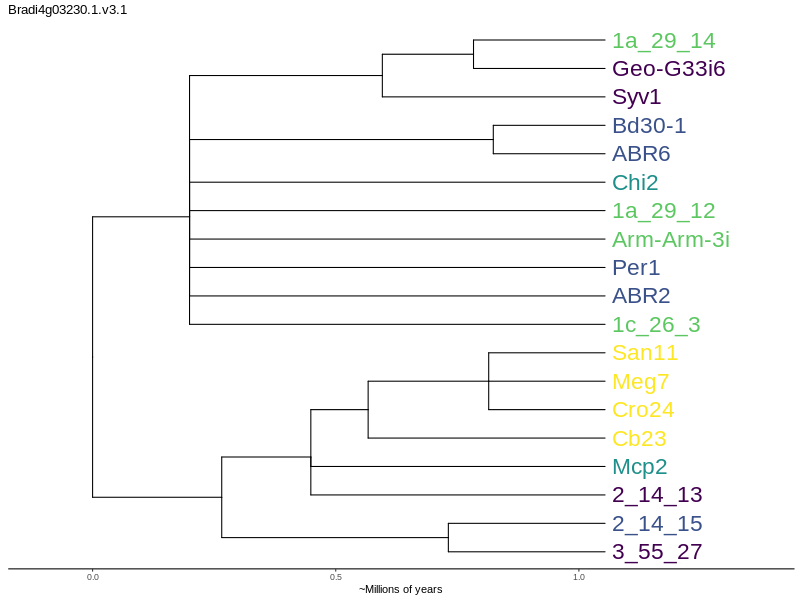 Bradi4g03230.1.v3.1
1a_29_14
Geo-G33i6
Syv1
Bd30-1
ABR6
Chi2
1a_29_12
Arm-Arm-3i
Per1
ABR2
1c_26_3
San11
Meg7
Cro24
Cb23
Mcp2
2_14_13
2_14_15
3_55_27
0.0 0.5 1.0
~Millions of years